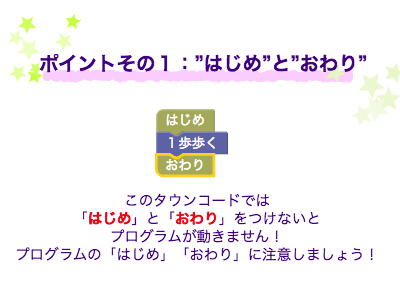 ポイントその１：”はじめ”と”おわり”
はじめ
１歩歩く
おわり
このタウンコードでは
「はじめ」と「おわり」をつけないと
プログラムが動きません！
プログラムの「はじめ」「おわり」に注意しましょう！